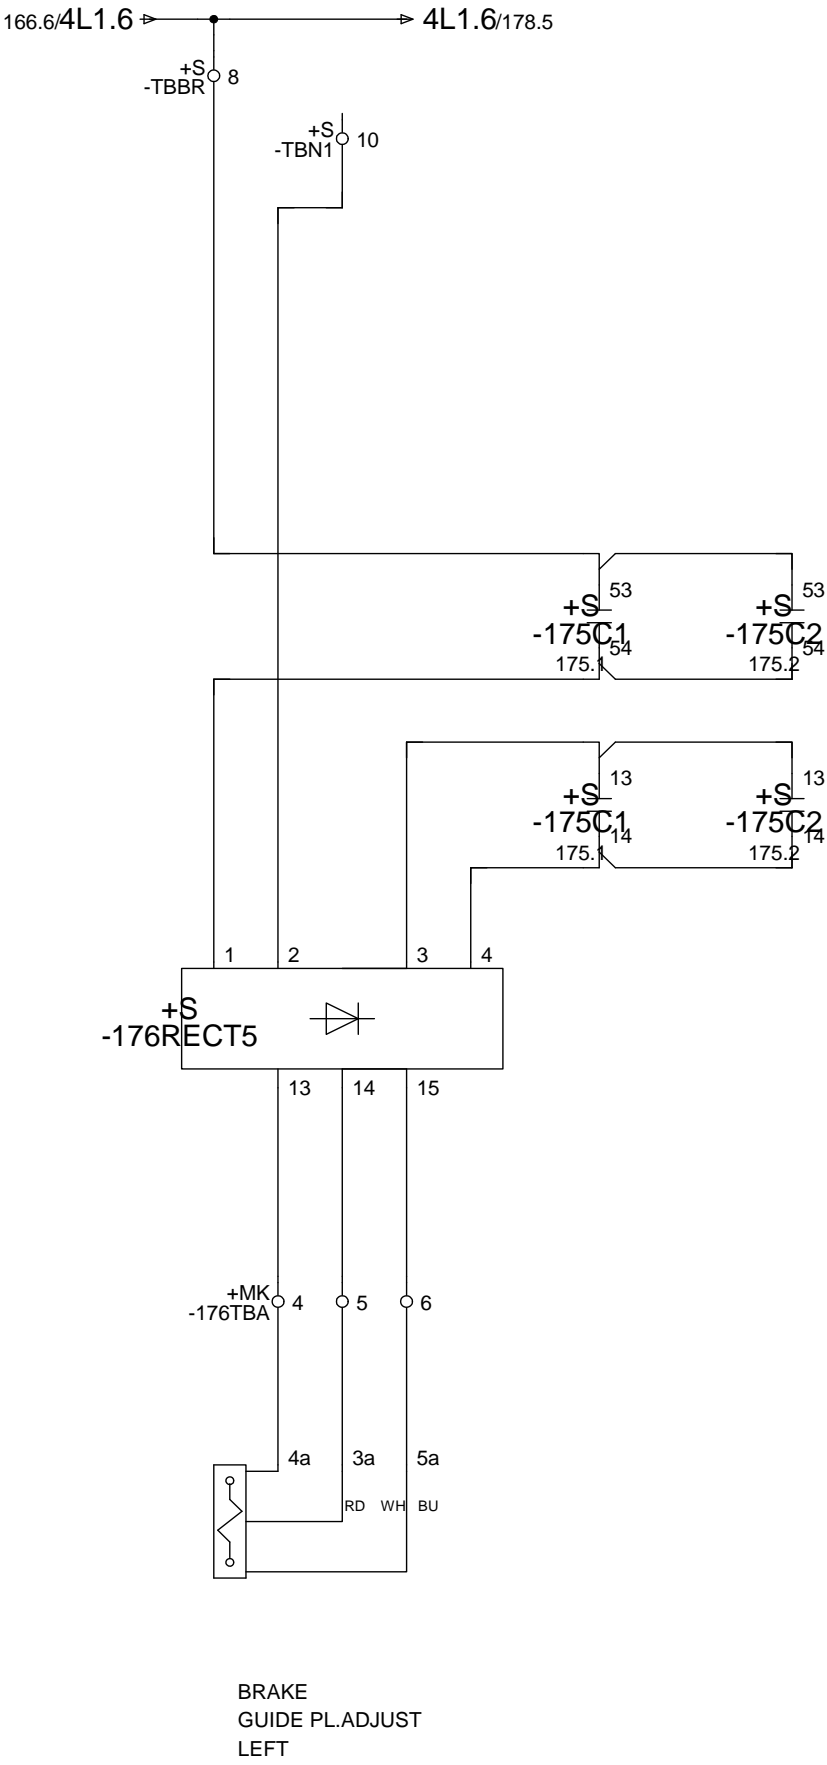 166.6/4L1.6 4L1.6/178.5
+S
-TBBR 8
+S
-TBN1 10
53 53
+S +S
-175C1 -175C2
54 54
175.1 175.2
13 13
+S +S
-175C1 -175C2
14 14
175.1 175.2
1 2 3 4
+S
-176RECT5
13 14 15
+MK
-176TBA 4 5 6
4a 3a 5a
RD WH BU
BRAKE
GUIDE PL.ADJUST
LEFT